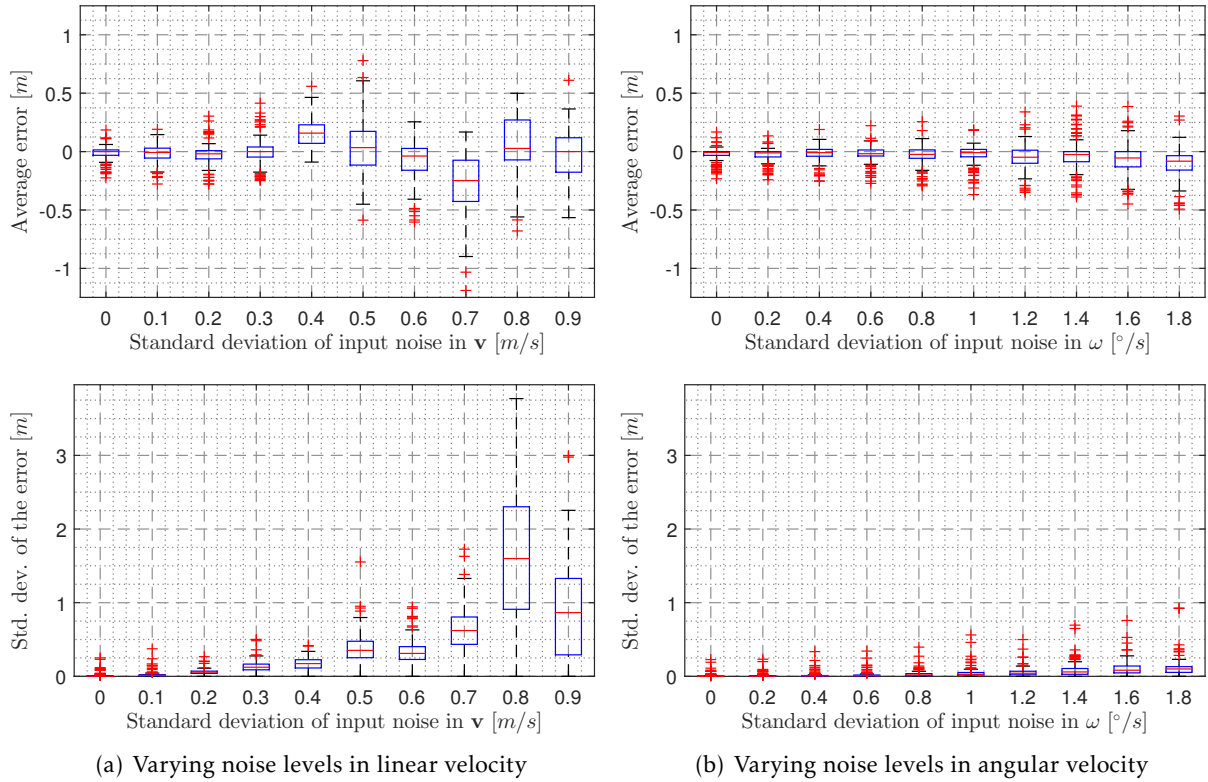 1
0.5
0
-0.5
-1
Average error [m]
0 0.1 0.2 0.3 0.4 0.5 0.6 0.7 0.8 0.9
Standard deviation of input noise in v [m/s]
1
0.5
0
-0.5
-1
Average error [m]
0 0.2 0.4 0.6 0.8 1 1.2 1.4 1.6 1.8
Standard deviation of input noise in ω [°/s]
3
2
1
0
Std. dev. of the error [m]
0 0.1 0.2 0.3 0.4 0.5 0.6 0.7 0.8 0.9
Standard deviation of input noise in v [m/s]
3
2
1
0
Std. dev. of the error [m]
0 0.2 0.4 0.6 0.8 1 1.2 1.4 1.6 1.8
Standard deviation of input noise in ω [°/s]
(a) Varying noise levels in linear velocity
(b) Varying noise levels in angular velocity